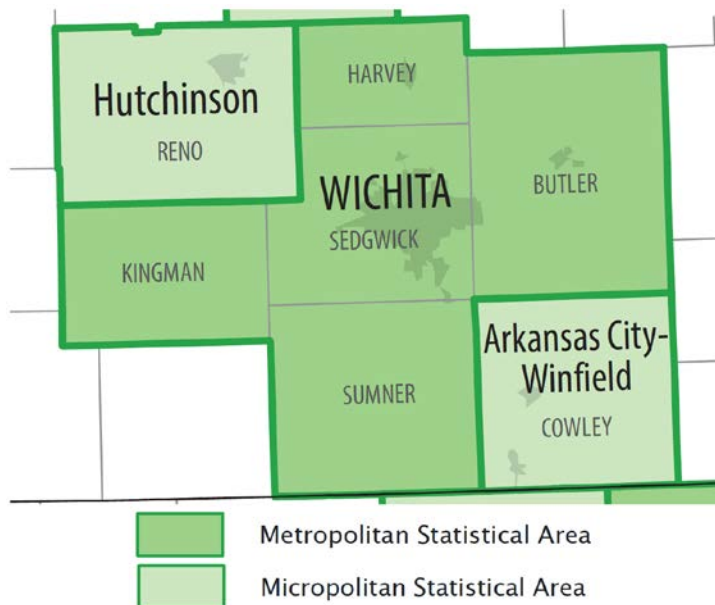 HARVEY
Hutchinson
RENO
WICHITA
BUTLER
SEDGWICK
KINGMAN
Arkansas City-
Winfield
SUMNER
COWLEY
Metropolitan Statistical Area
Micropolitan Statistical Area